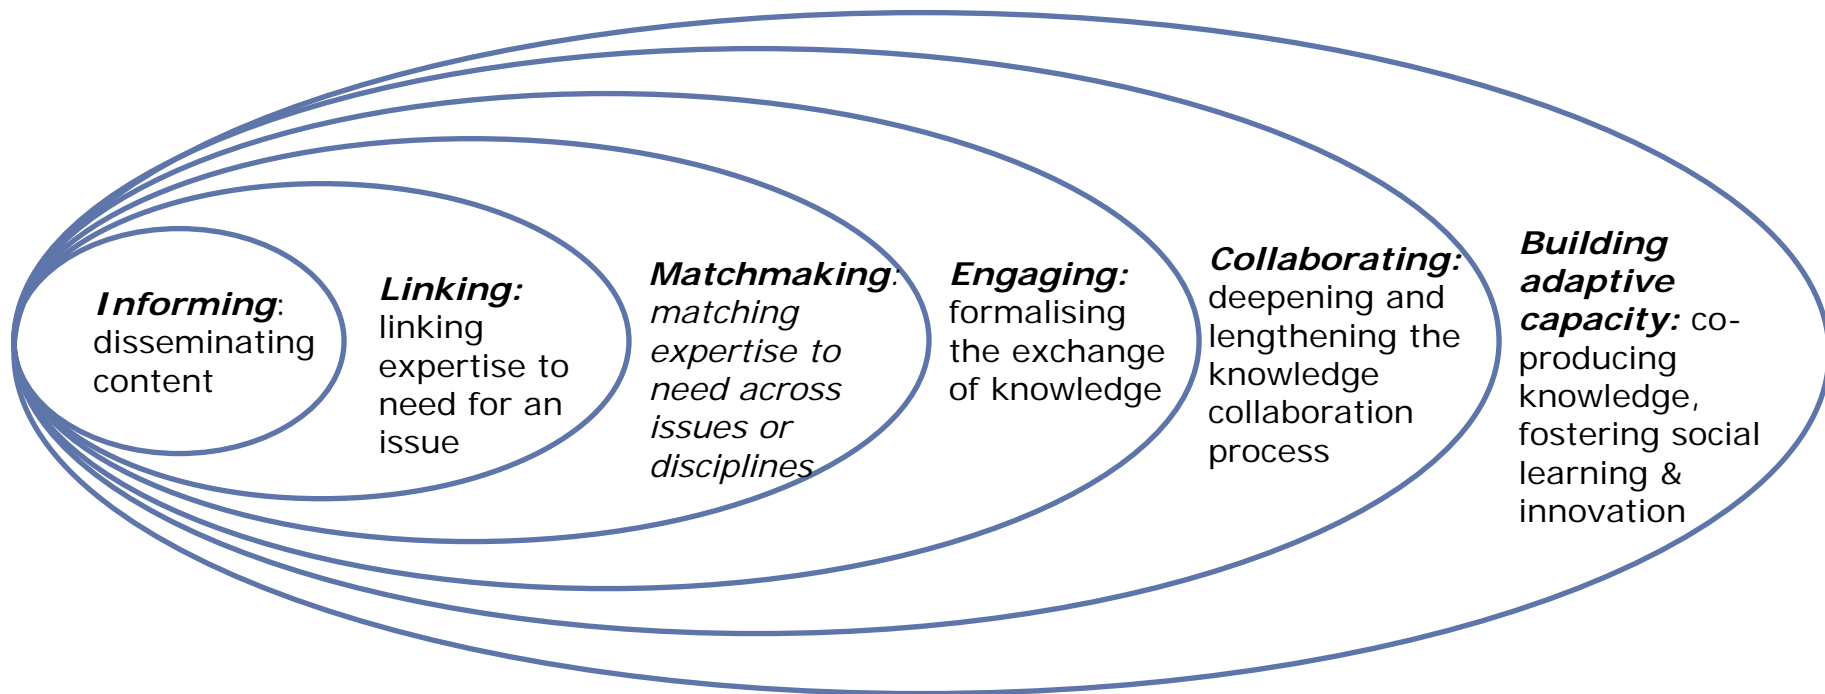 Informing:
disseminating
content
Linking:
linking
expertise to
need for an
issue
Matchmaking:
matching
expertise to
need across
issues or
disciplines
Engaging:
formalising
the exchange
of knowledge
Collaborating:
deepening and
lengthening the
knowledge
collaboration
process
Building
adaptive
capacity: co-
producing
knowledge,
fostering social
learning &
innovation